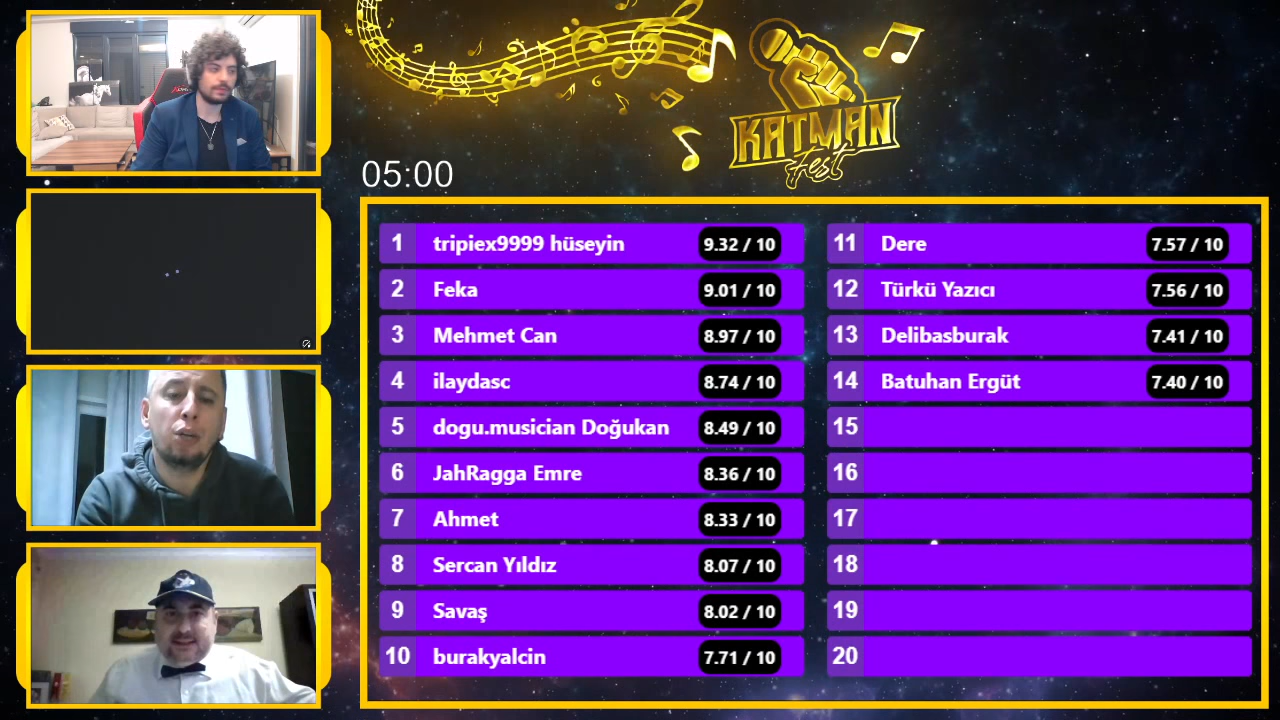 KATMAN
Fest
05:00
1 tripiex9999 hüseyin 9.32 / 10
2 Feka 9.01 / 10
3 Mehmet Can 8.97 / 10
4 ilaydasc 8.74 / 10
5 dogu.musician Doğukan 8.49 / 10
6 JahRagga Emre 8.36 / 10
7 Ahmet 8.33 / 10
8 Sercan Yıldız 8.07 / 10
9 Savaş 8.02 / 10
10 burakyalcin 7.71 / 10
11 Dere 7.57 / 10
12 Türkü Yazıcı 7.56 / 10
13 Delibasburak 7.41 / 10
14 Batuhan Ergüt 7.40 / 10
15
16
17
18
19
20